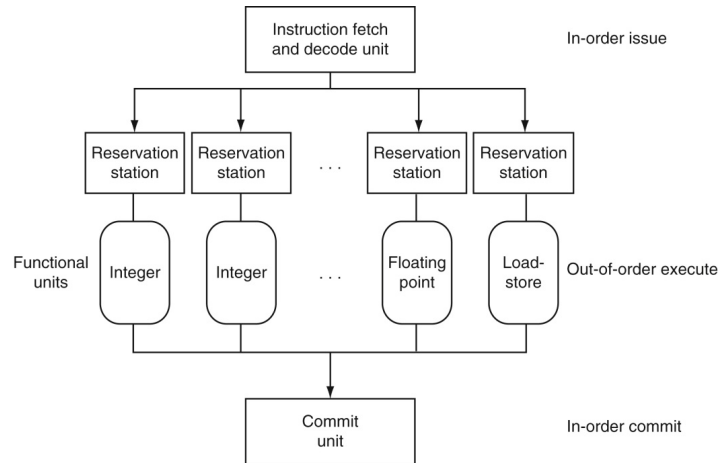 Instruction fetch
and decode unit
In-order issue
Reservation
station
Reservation
station
. . .
Reservation
station
Reservation
station
Functional
units
Integer
Integer
. . .
Floating
point
Load-
store
Out-of-order execute
Commit
unit
In-order commit